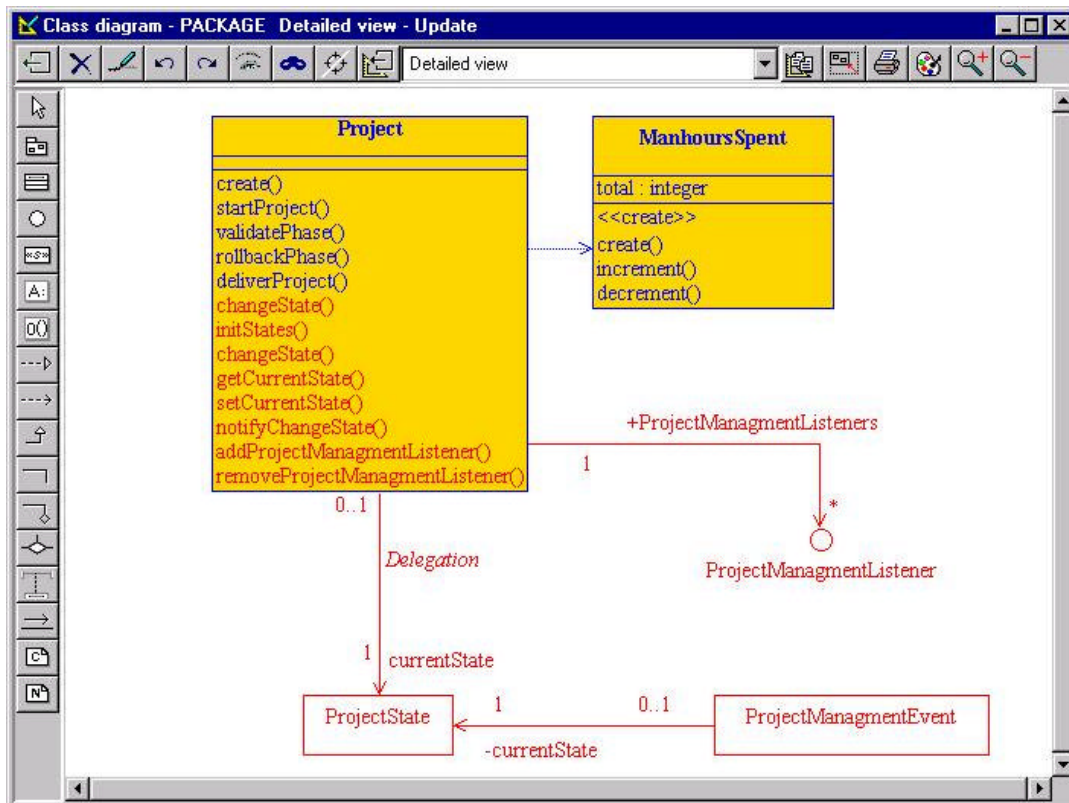 Class diagram - PACKAGE Detailed view - Update
Detailed view
«S»
A:
0()
C
N
Project
create()
startProject()
validatePhase()
rollbackPhase()
deliverProject()
changeState()
initStates()
changeState()
getCurrentState()
setCurrentState()
notifyChangeState()
addProjectManagmentListener()
removeProjectManagmentListener()
ManhoursSpent
total : integer
<<create>>
create()
increment()
decrement()
+ProjectManagmentListeners
1
*
ProjectManagmentListener
0..1
Delegation
1
currentState
ProjectState
1
0..1
-currentState
ProjectManagmentEvent